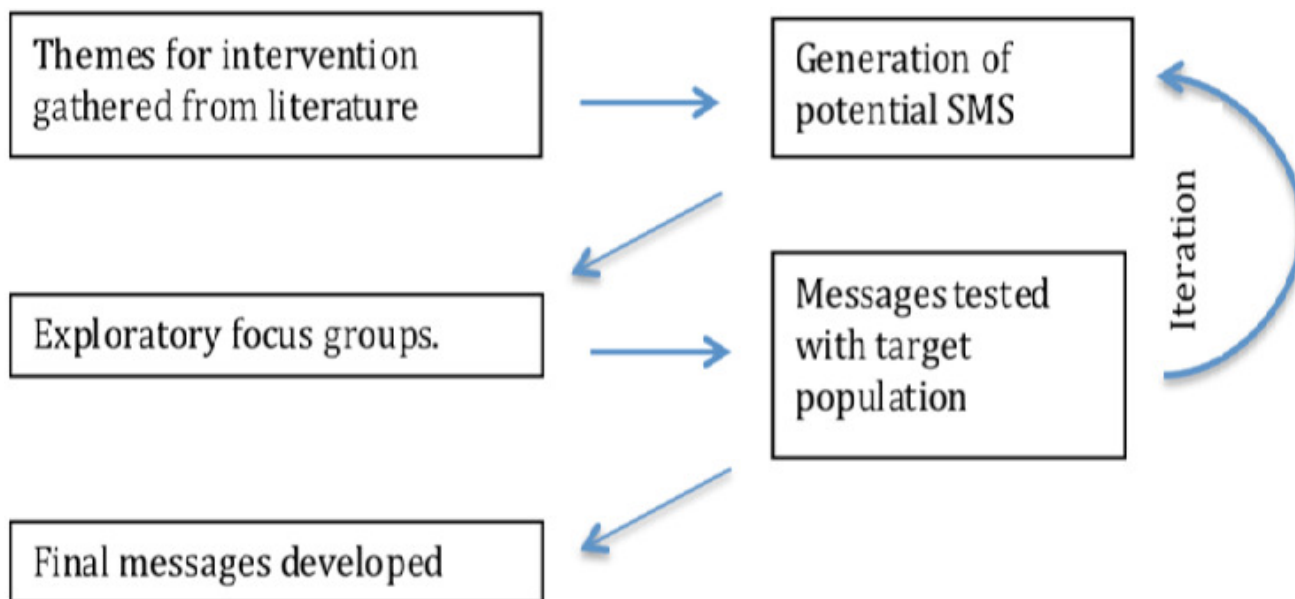 Themes for intervention
gathered from literature
Generation of
potential SMS
Exploratory focus groups.
Messages tested
with target
population
Iteration
Final messages developed